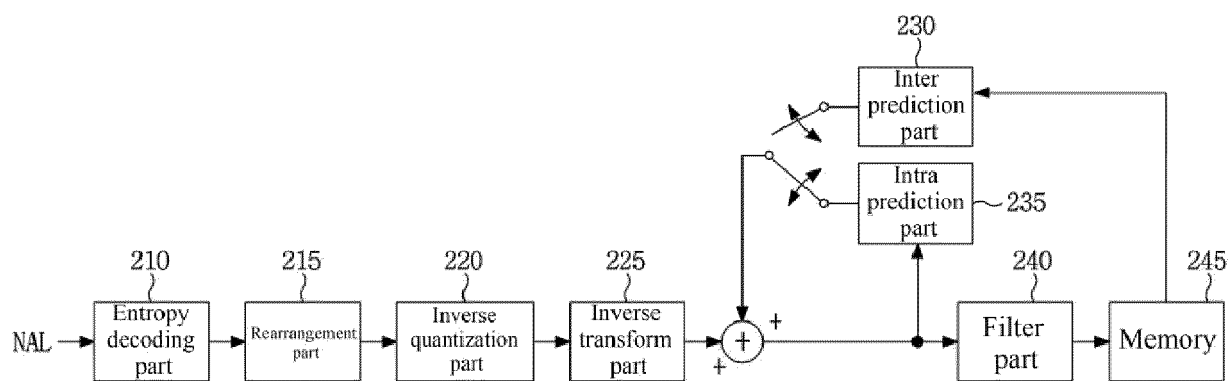 230
Inter
prediction
part
Intra
prediction
part
235
210
215
220
225
240
245
NAL
Entropy
decoding
part
Rearrangement
part
Inverse
quantization
part
Inverse
transform
part
+
+
+
Filter
part
Memory